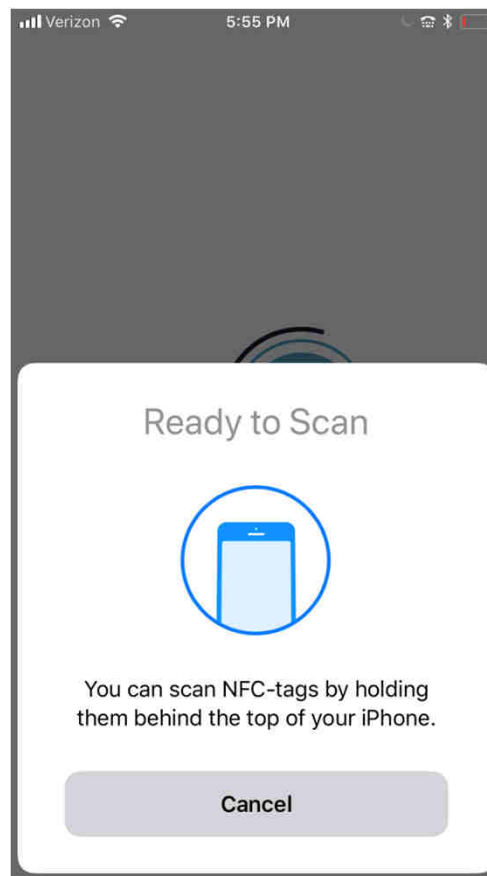 Verizon 5:55 PM
Ready to Scan
You can scan NFC-tags by holding
them behind the top of your iPhone.
Cancel